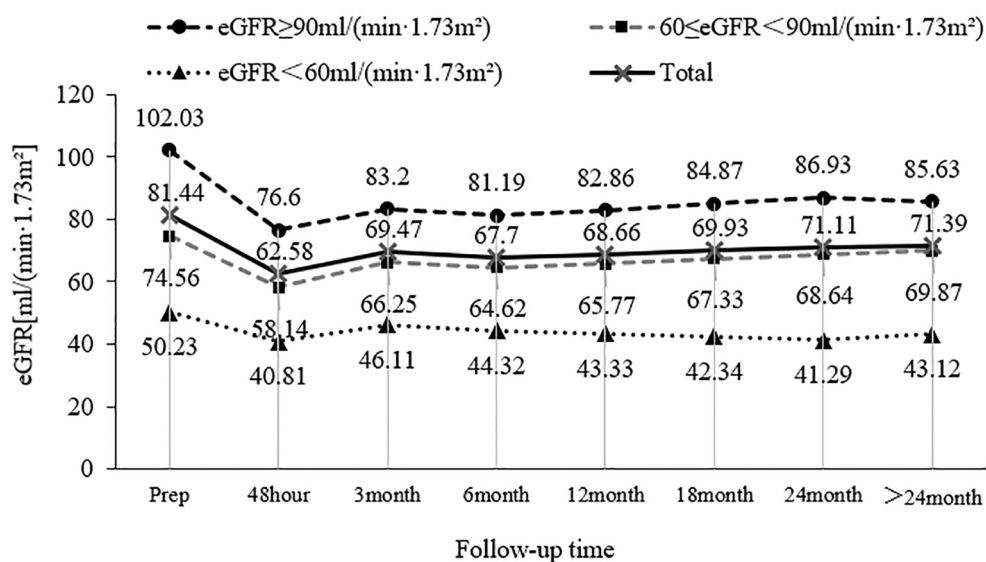 eGFR≥90ml/(min·1.73m²) 60≤eGFR＜90ml/(min·1.73m²)
eGFR＜60ml/(min·1.73m²) Total
eGFR[ml/(min·1.73m²]
120
100
80
60
40
20
0
102.03 76.6 83.2 81.19 82.86 84.87 86.93 85.63
81.44 62.58 69.47 67.7 68.66 69.93 71.11 71.39
74.56 58.14 66.25 64.62 65.77 67.33 68.64 69.87
50.23 40.81 46.11 44.32 43.33 42.34 41.29 43.12
Prep 48hour 3month 6month 12month 18month 24month ＞24month
Follow-up time